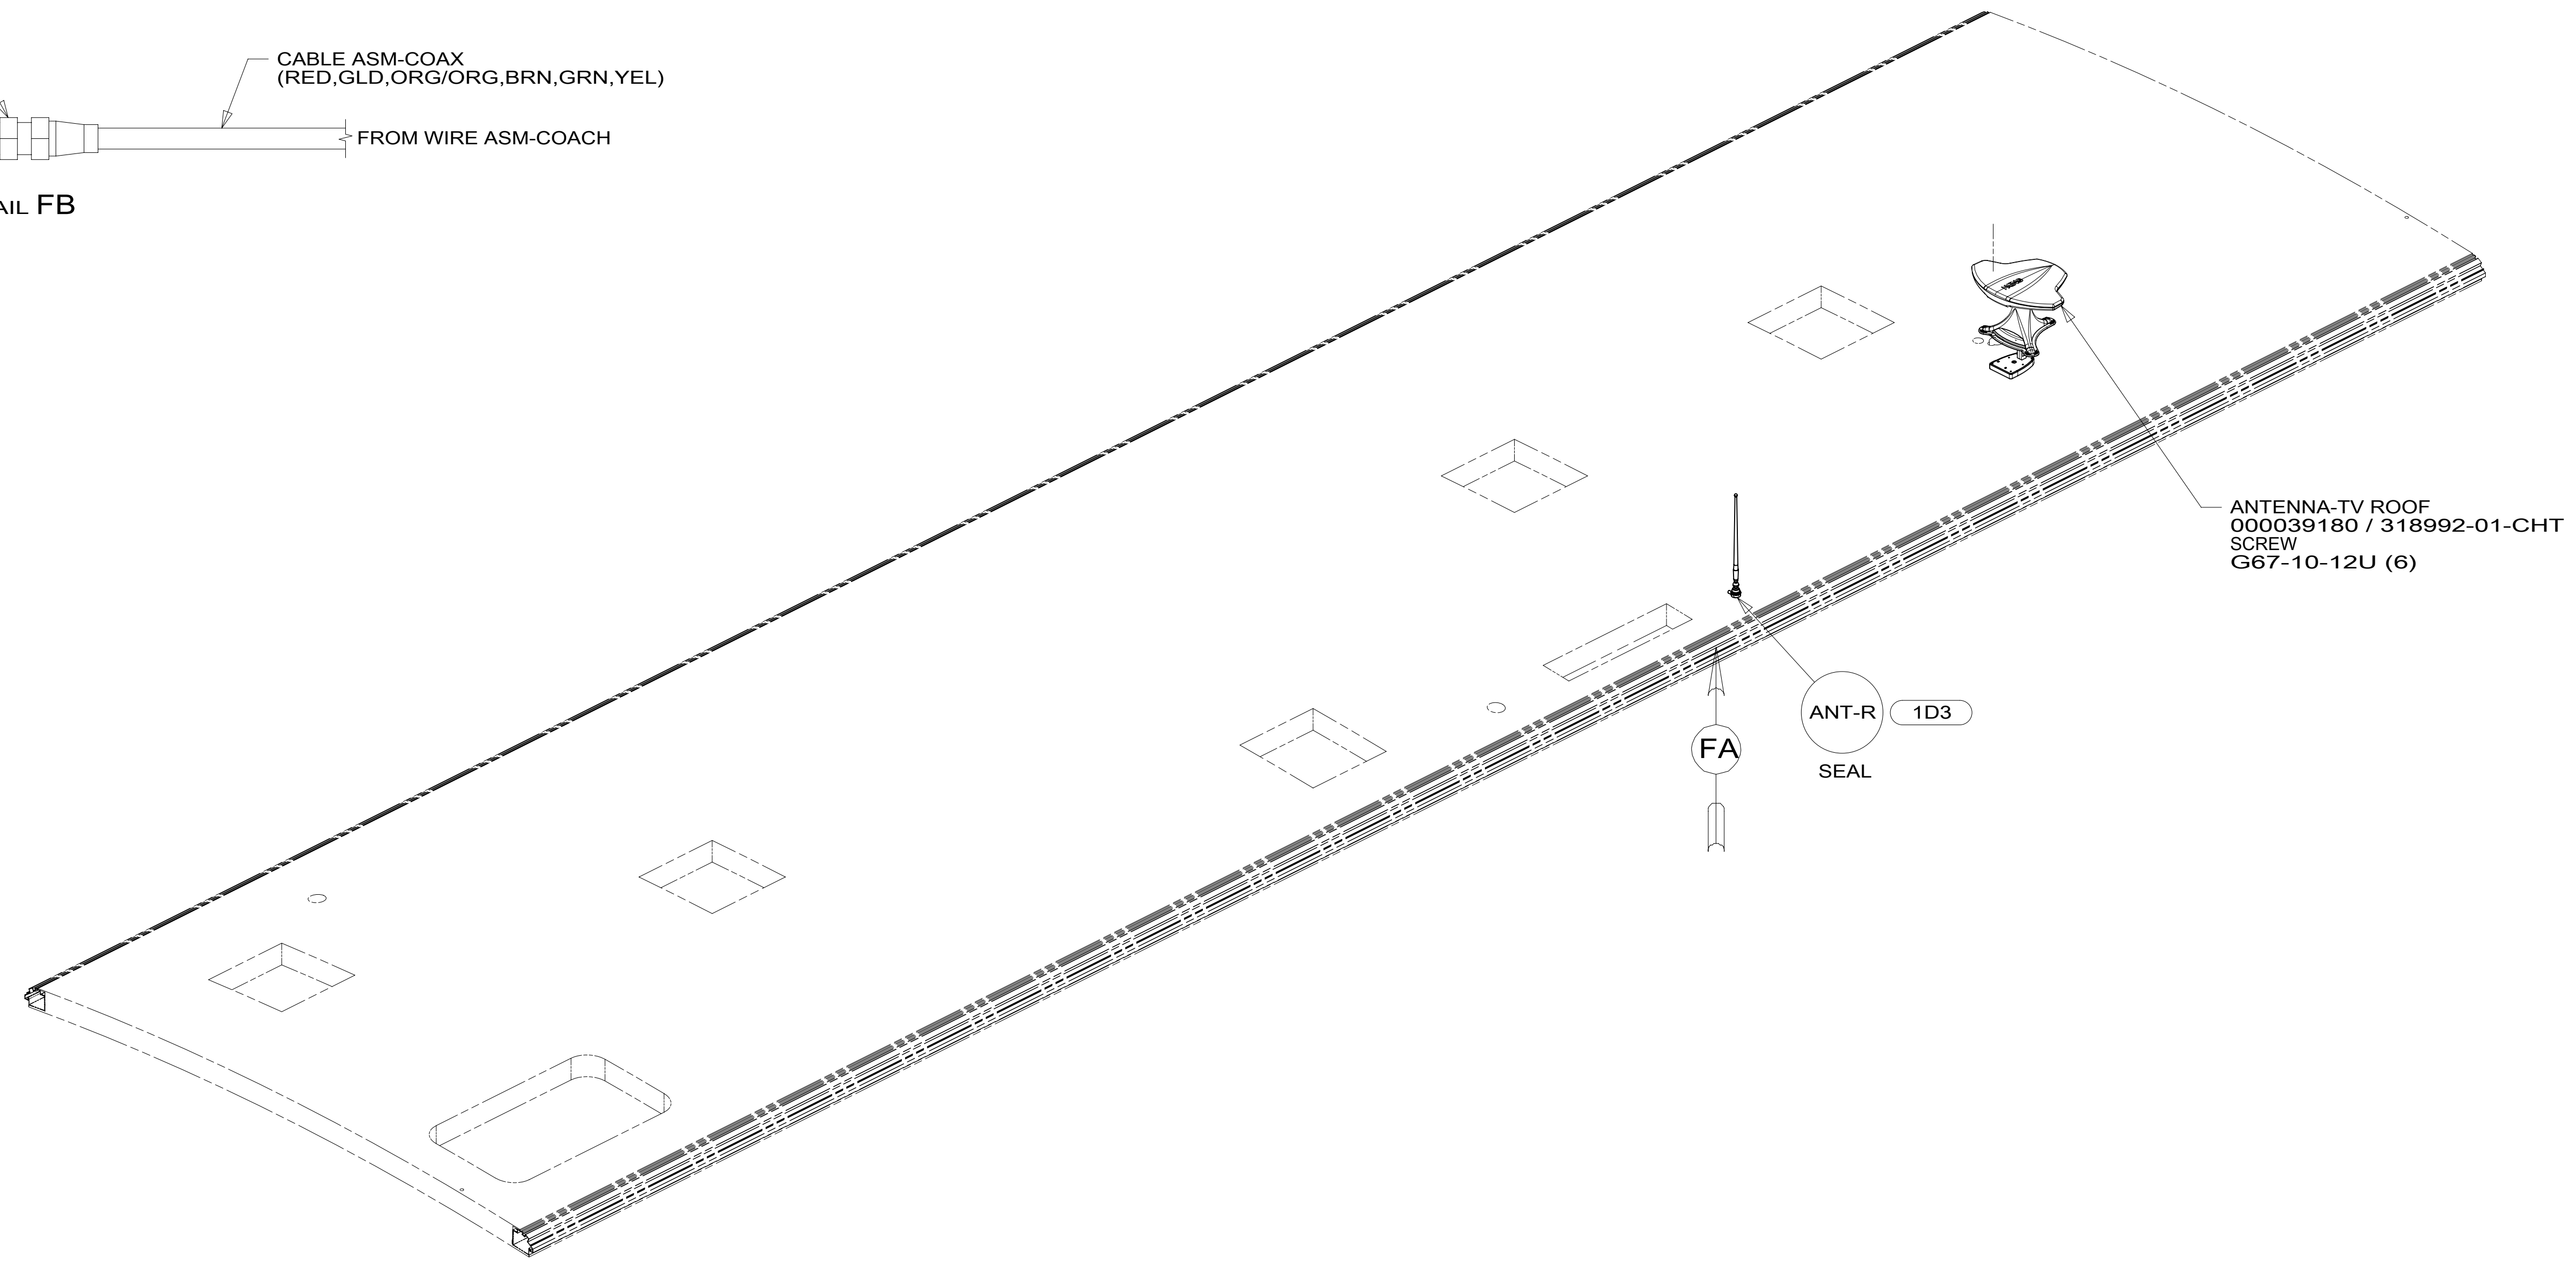 CABLE ASM-COAX
(RED,GLD,ORG/ORG,BRN,GRN,YEL)
FROM WIRE ASM-COACH
AIL FB
ANTENNA-TV ROOF
000039180 / 318992-01-CHT
SCREW
G67-10-12U (6)
ANT-R
1D3
FA
SEAL